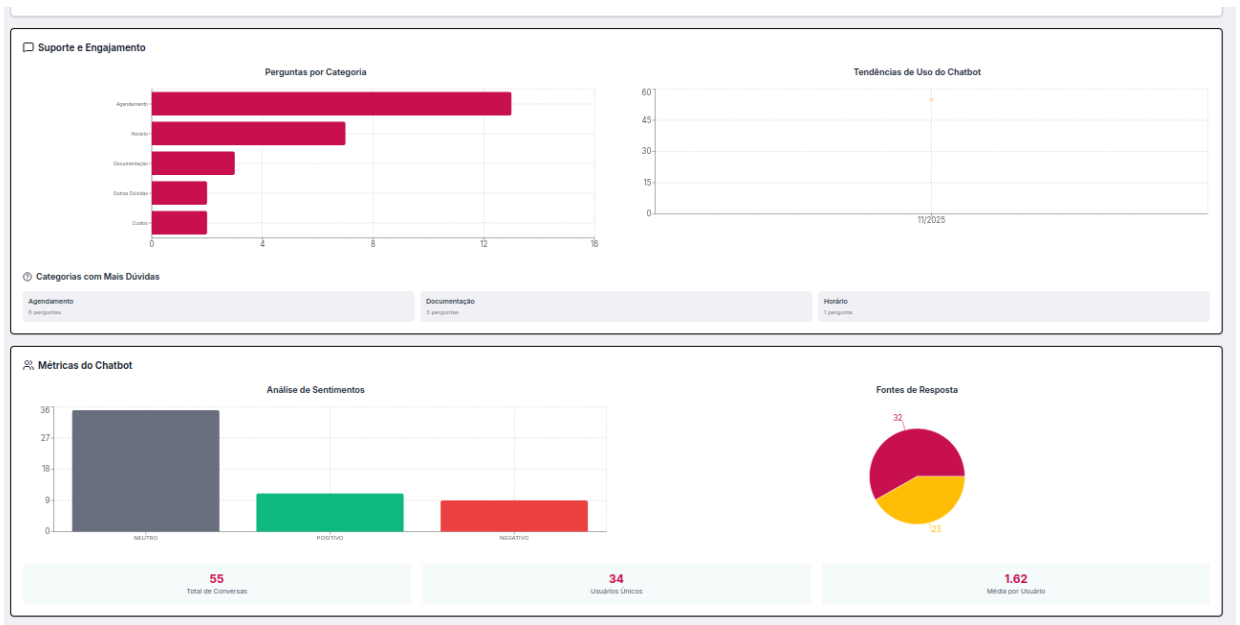 Suporte e Engajamento
Perguntas por Categoria
Agendamento
Horário
Documentação
Outras Dúvidas
Custos
0 4 8 12 16
Tendências de Uso do Chatbot
60
45
30
15
0
11/2025
Categorias com Mais Dúvidas
Agendamento
6 perguntas
Documentação
3 perguntas
Horário
1 pergunta
Métricas do Chatbot
Análise de Sentimentos
36
27
18
9
0
NEUTRO POSITIVO NEGATIVO
Fontes de Resposta
32
23
55
Total de Conversas
34
Usuários Únicos
1.62
Média por Usuário